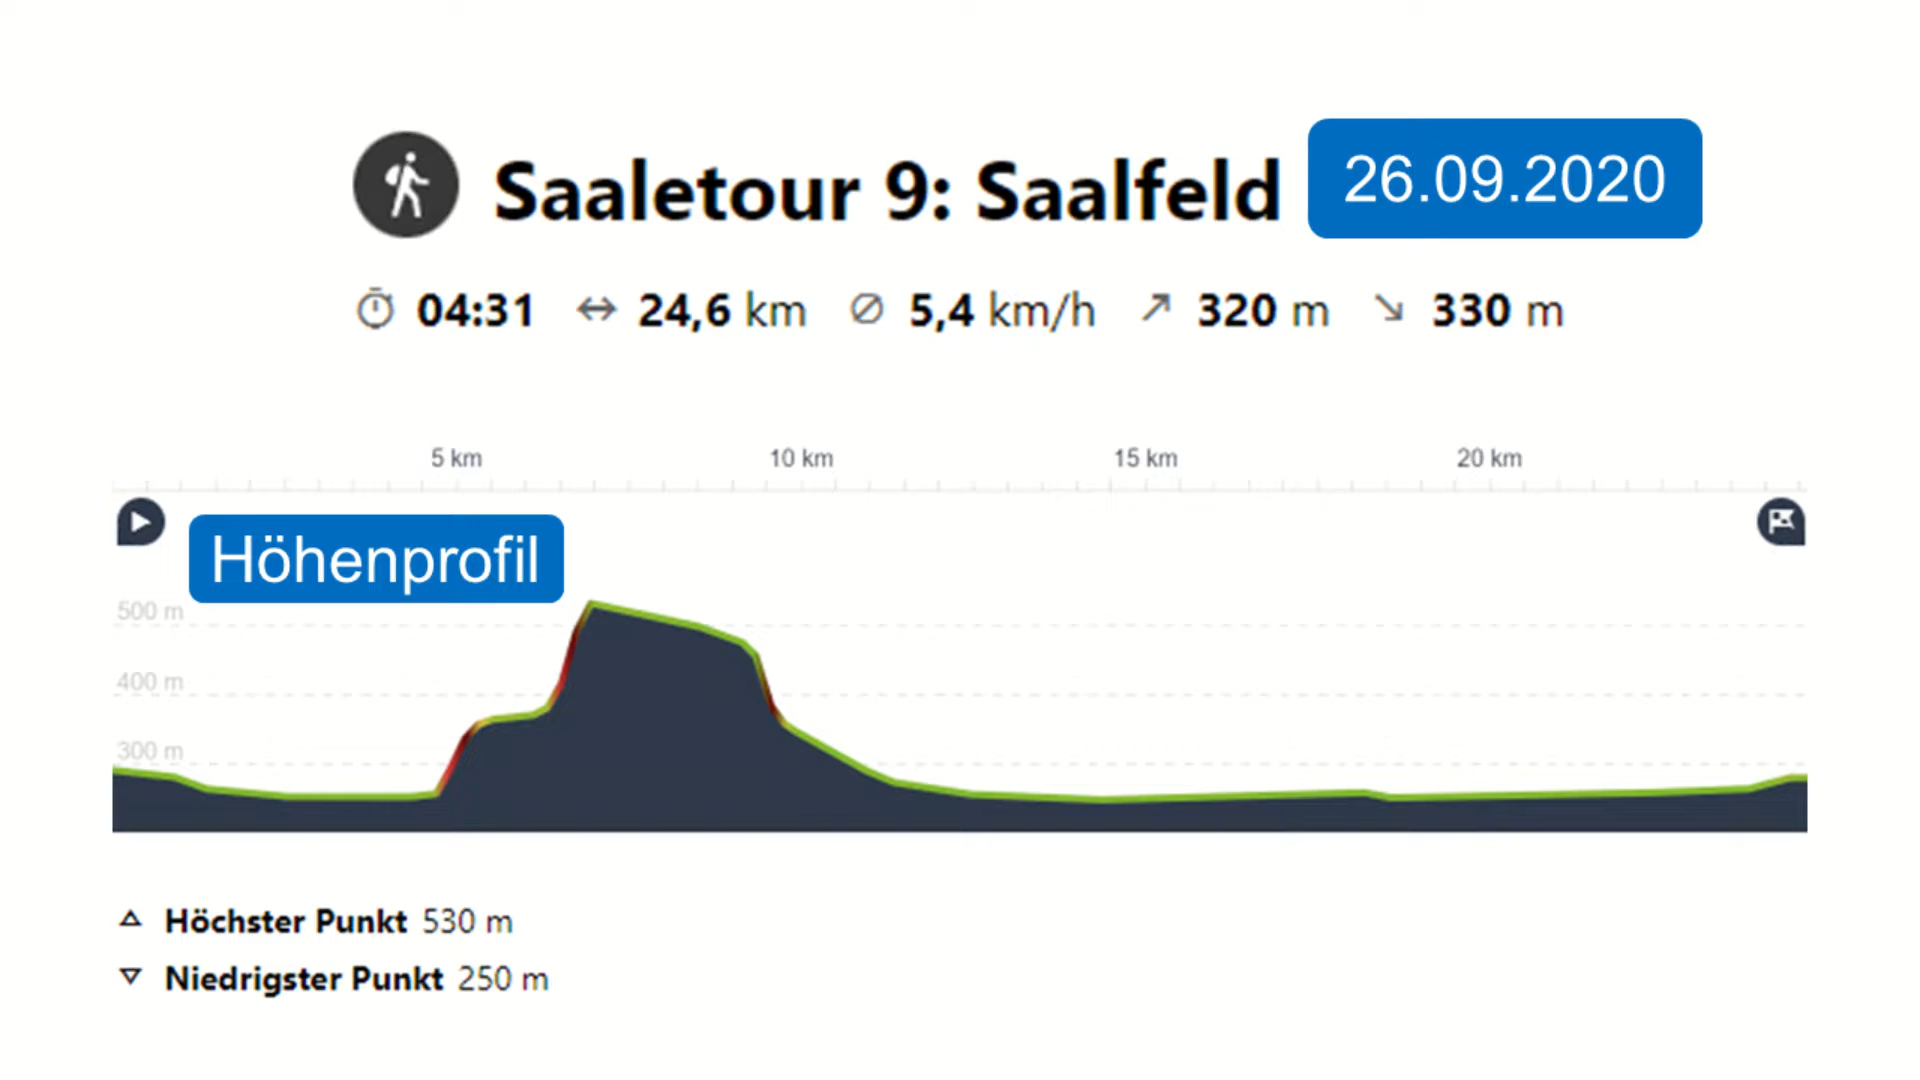 Saaletour 9: Saalfeld 26.09.2020
04:31 24,6 km 5,4 km/h 320 m 330 m
5 km 10 km 15 km 20 km
Höhenprofil
500 m
400 m
300 m
Höchster Punkt 530 m
Niedrigster Punkt 250 m